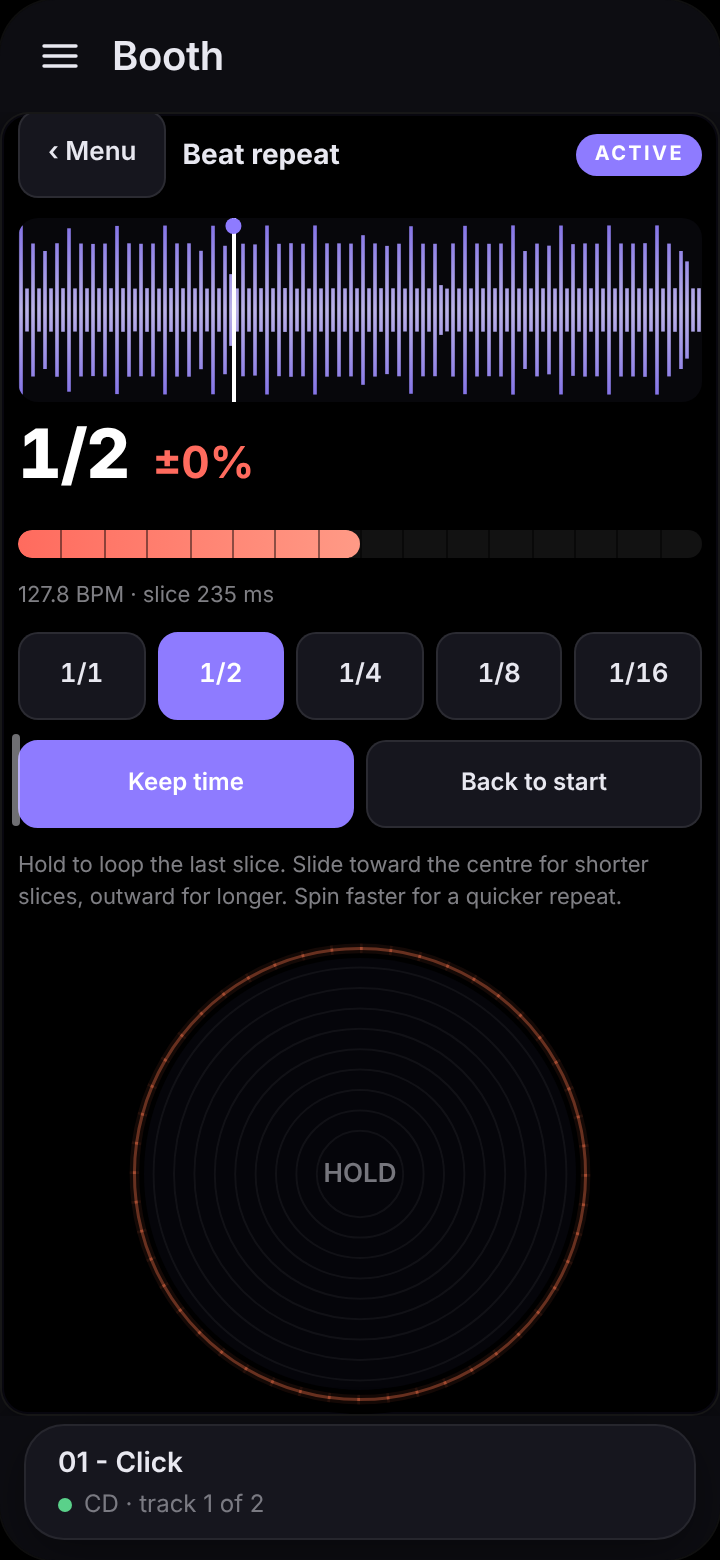 Booth
‹ Menu
Beat repeat
ACTIVE
1/2 ±0%
127.8 BPM · slice 235 ms
1/1
1/2
1/4
1/8
1/16
Keep time
Back to start
Hold to loop the last slice. Slide toward the centre for shorter
slices, outward for longer. Spin faster for a quicker repeat.
HOLD
01 - Click
CD · track 1 of 2